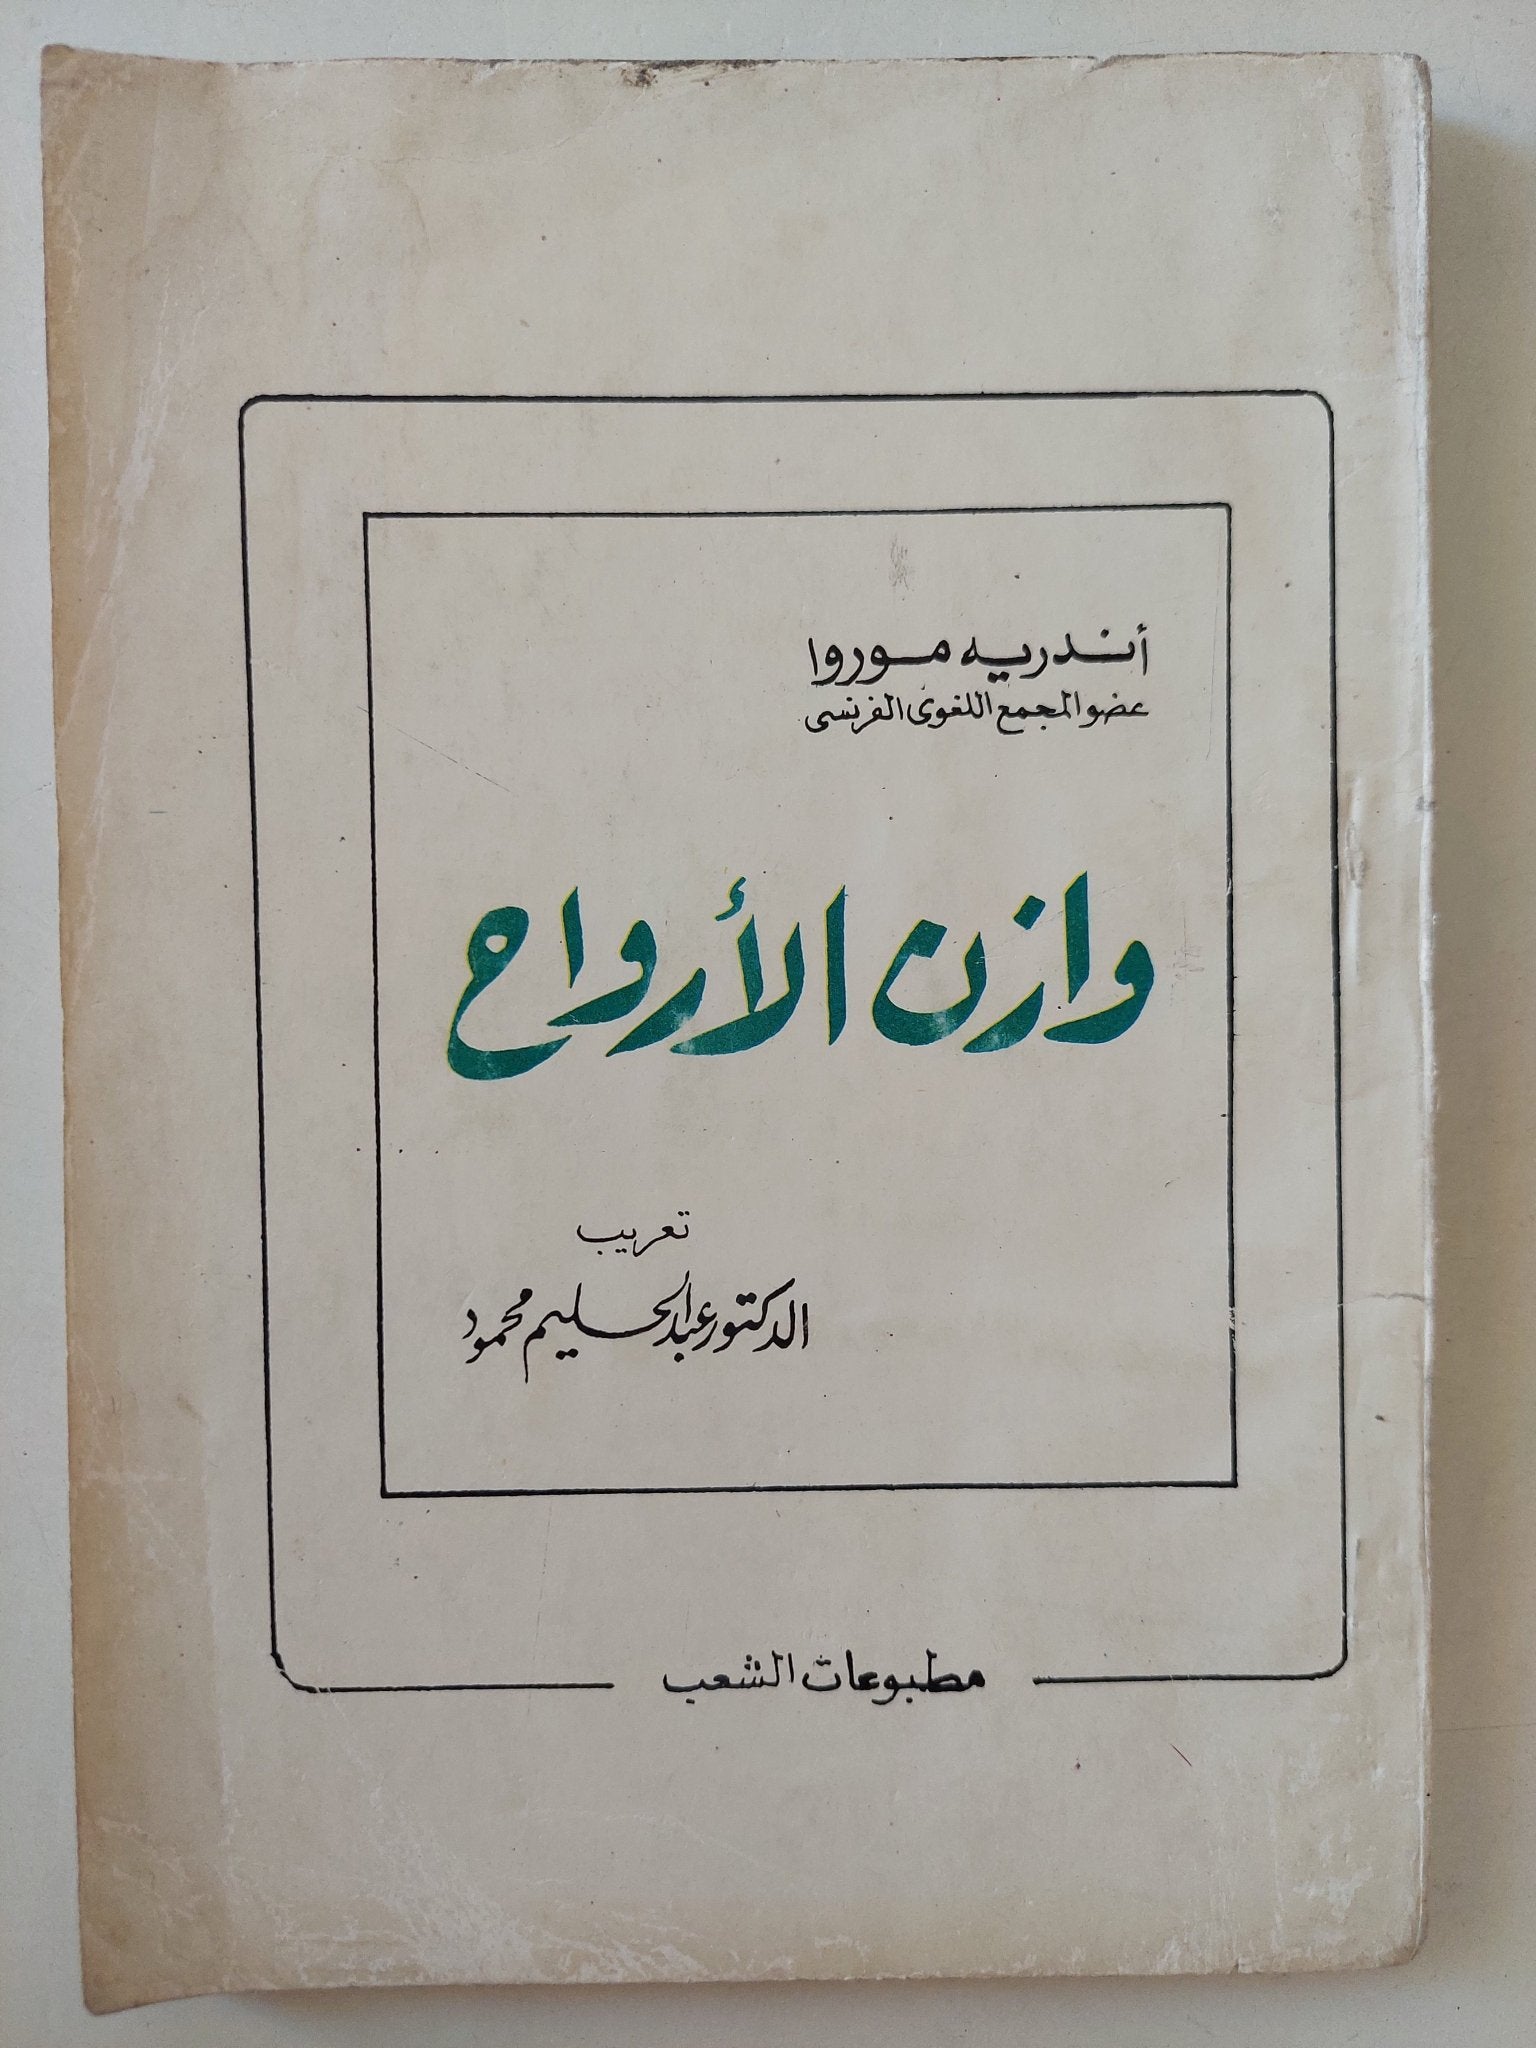 أندريه موروا
عضو المجمع اللغوى الفرنسى
وازن الأرواح
تعريب
الدكتور عبد الحليم محمود
مطبوعات الشعب